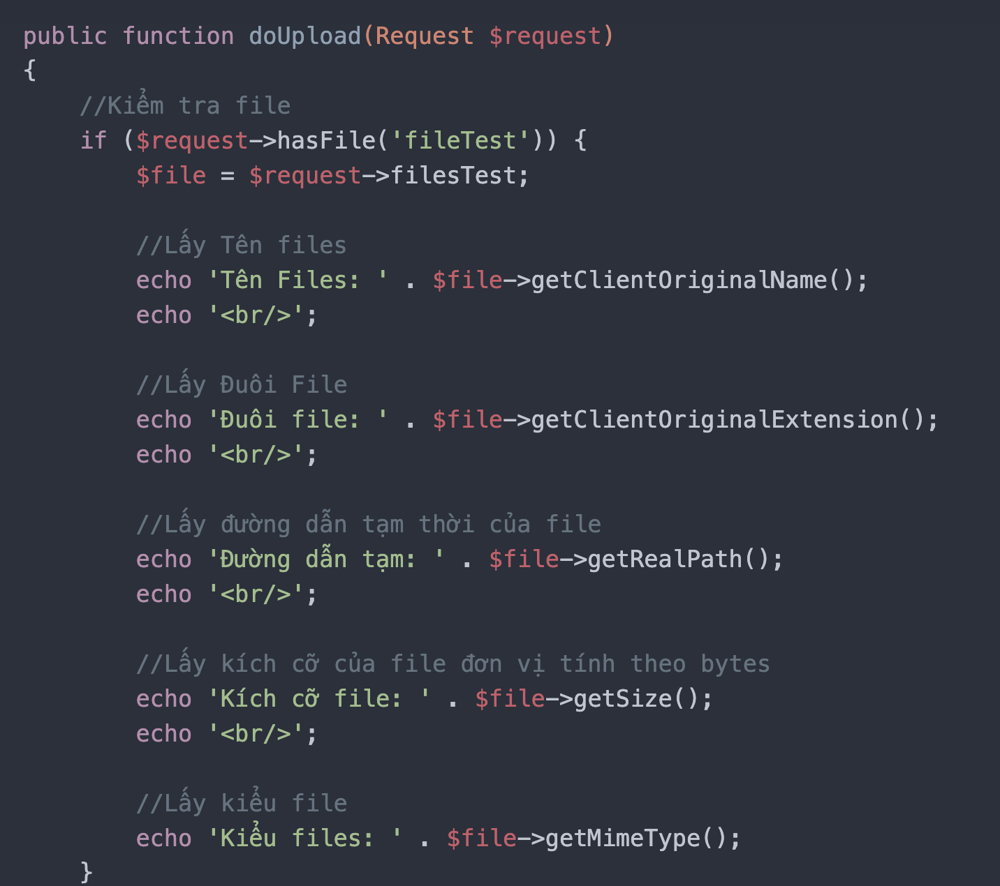 public function doUpload(Request $request)
{
    //Kiểm tra file
    if ($request->hasFile('fileTest')) {
        $file = $request->filesTest;

        //Lấy Tên files
        echo 'Tên Files: ' . $file->getClientOriginalName();
        echo '<br/>';

        //Lấy Đuôi File
        echo 'Đuôi file: ' . $file->getClientOriginalExtension();
        echo '<br/>';

        //Lấy đường dẫn tạm thời của file
        echo 'Đường dẫn tạm: ' . $file->getRealPath();
        echo '<br/>';

        //Lấy kích cỡ của file đơn vị tính theo bytes
        echo 'Kích cỡ file: ' . $file->getSize();
        echo '<br/>';

        //Lấy kiểu file
        echo 'Kiểu files: ' . $file->getMimeType();
    }